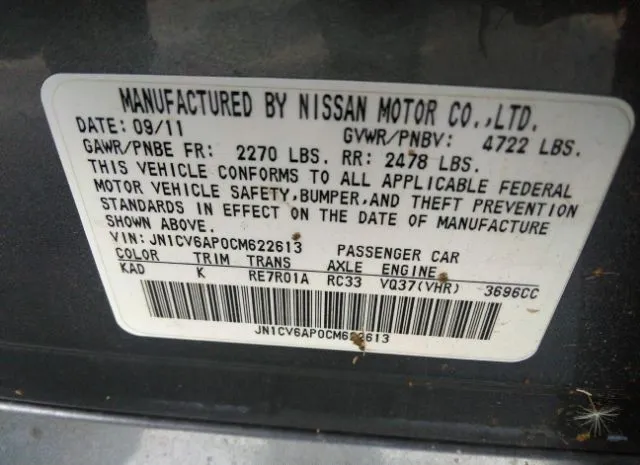 MANUFACTURED BY NISSAN MOTOR CO.,LTD.
DATE: 09/11 GVWR/PNBV: 4722 LBS.
GAWR/PNBE FR: 2270 LBS. RR: 2478 LBS.
THIS VEHICLE CONFORMS TO ALL APPLICABLE FEDERAL
MOTOR VEHICLE SAFETY,BUMPER,AND THEFT PREVENTION
STANDARDS IN EFFECT ON THE DATE OF MANUFACTURE
SHOWN ABOVE.
VIN: JN1CV6AP0CM622613 PASSENGER CAR
COLOR TRIM TRANS AXLE ENGINE
KAD K RE7R01A RC33 VQ37(VHR) 3696CC
JN1CV6AP0CM622613